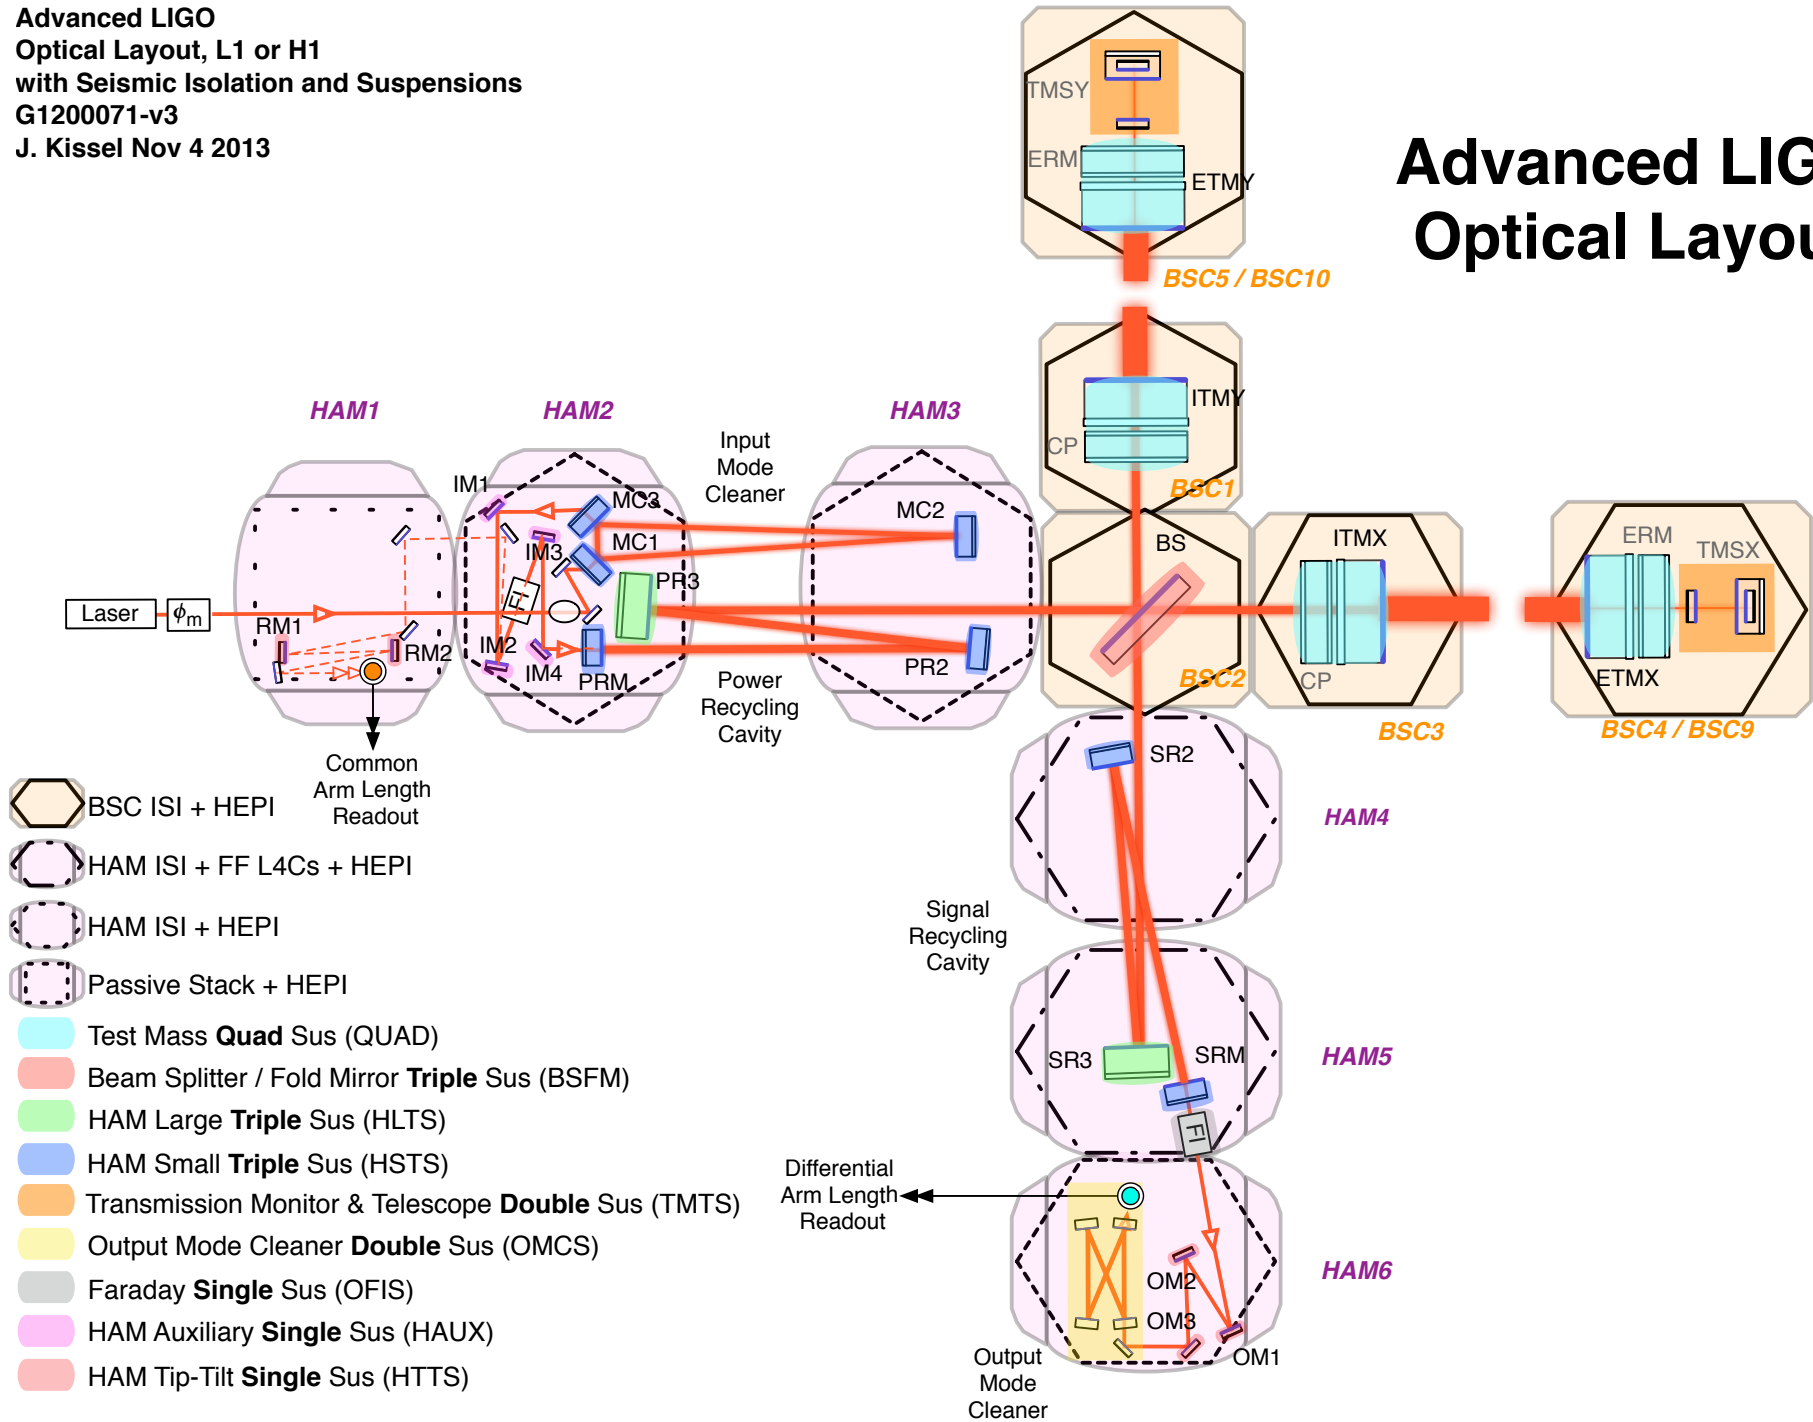 Advanced LIGO
Optical Layout, L1 or H1
with Seismic Isolation and Suspensions
G1200071-v3
J. Kissel Nov 4 2013
Advanced LIG
Optical Layou
TMSY
ERM
ETMY
BSC5 / BSC10
ITMY
CP
BSC1
HAM1
HAM2
HAM3
Input
Mode
Cleaner
IM1
MC3
MC2
MC1
IM3
BS
ITMX
ERM
TMSX
PR3
FI
Laser
ϕm
RM1
RM2
IM2
IM4
PRM
PR2
BSC2
CP
ETMX
BSC3
BSC4 / BSC9
Power
Recycling
Cavity
Common
Arm Length
Readout
SR2
HAM4
Signal
Recycling
Cavity
SR3
SRM
HAM5
FI
Differential
Arm Length
Readout
OM2
OM3
OM1
HAM6
Output
Mode
Cleaner
BSC ISI + HEPI
HAM ISI + FF L4Cs + HEPI
HAM ISI + HEPI
Passive Stack + HEPI
Test Mass Quad Sus (QUAD)
Beam Splitter / Fold Mirror Triple Sus (BSFM)
HAM Large Triple Sus (HLTS)
HAM Small Triple Sus (HSTS)
Transmission Monitor & Telescope Double Sus (TMTS)
Output Mode Cleaner Double Sus (OMCS)
Faraday Single Sus (OFIS)
HAM Auxiliary Single Sus (HAUX)
HAM Tip-Tilt Single Sus (HTTS)